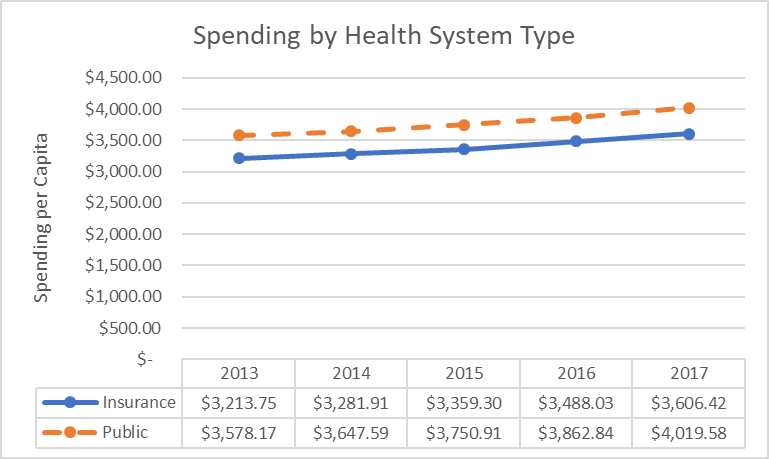 Spending by Health System Type
Spending per Capita
$4,500.00
$4,000.00
$3,500.00
$3,000.00
$2,500.00
$2,000.00
$1,500.00
$1,000.00
$500.00
$-
2013 2014 2015 2016 2017
Insurance $3,213.75 $3,281.91 $3,359.30 $3,488.03 $3,606.42
Public $3,578.17 $3,647.59 $3,750.91 $3,862.84 $4,019.58